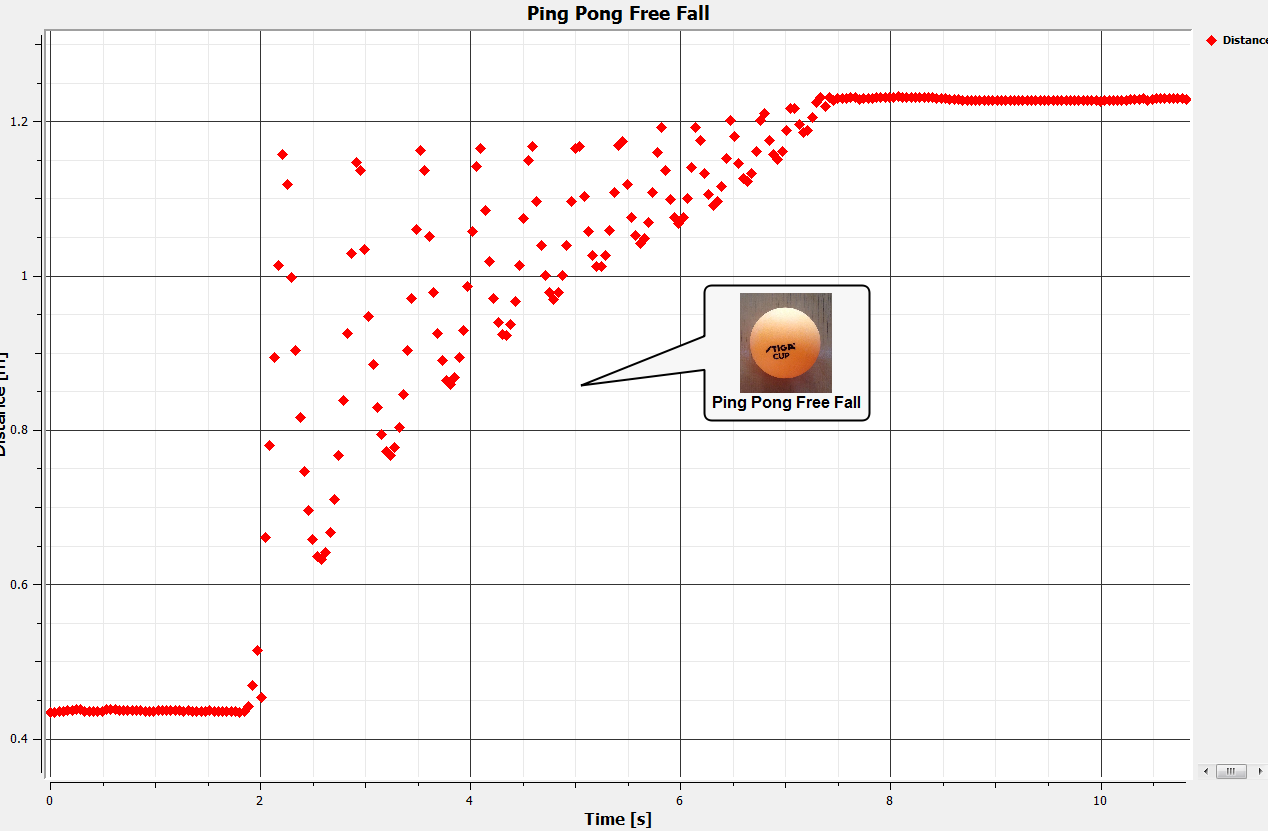 Ping Pong Free Fall
Distance
1.2
1
0.8
0.6
0.4
Distance [m]
STIGA
CUP
Ping Pong Free Fall
0 2 4 6 8 10
Time [s]